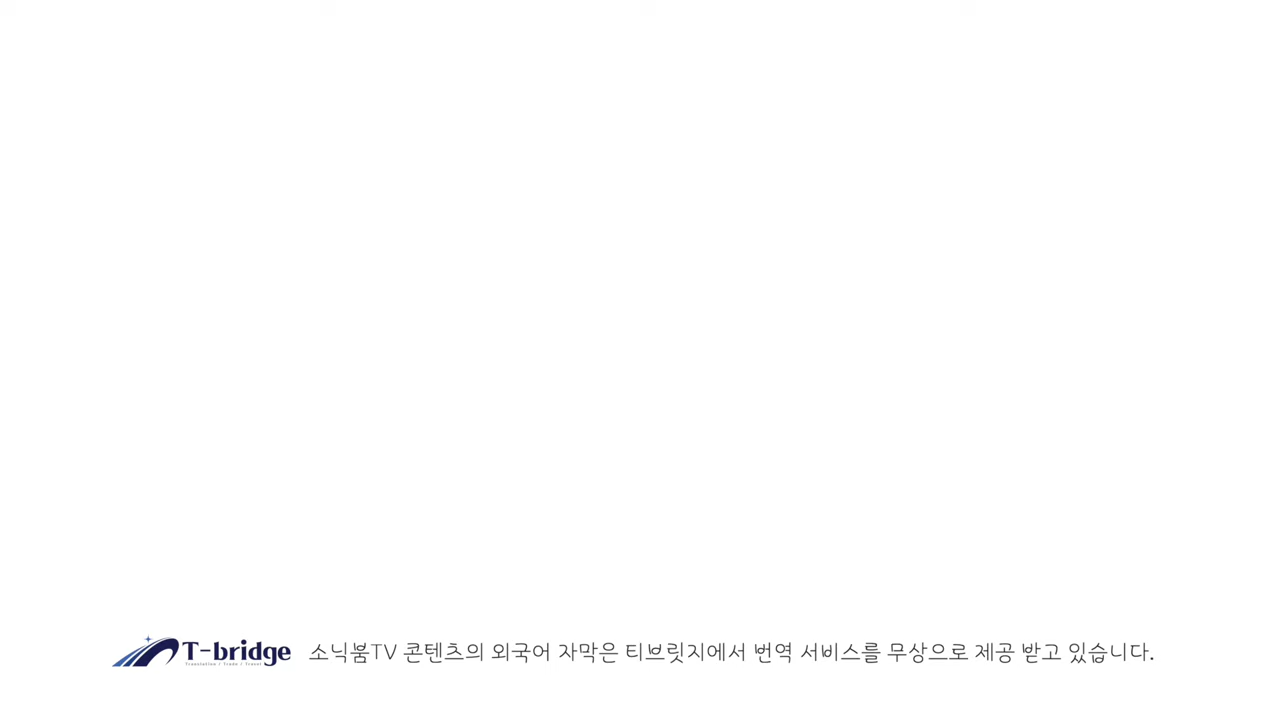 T-bridge 소닉붐TV 콘텐츠의 외국어 자막은 티브릿지에서 번역 서비스를 무상으로 제공 받고 있습니다.
Translation / Trade / Travel